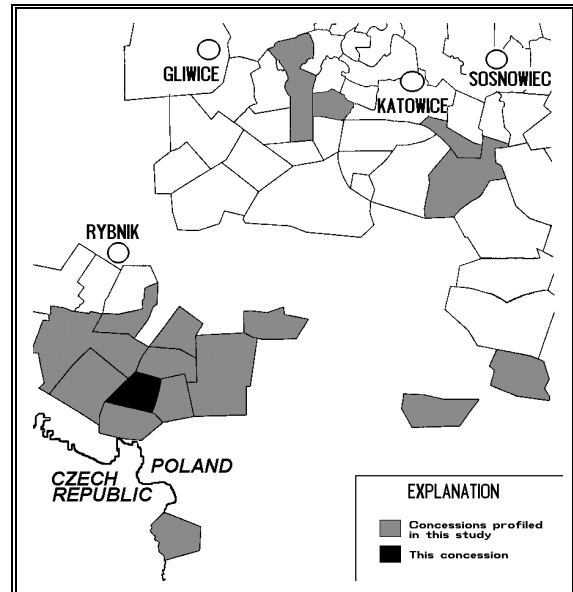 GLIWICE
SOSNOWIEC
KATOWICE
RYBNIK
POLAND
CZECH
REPUBLIC
EXPLANATION
Concessions profiled
in this study
This concession